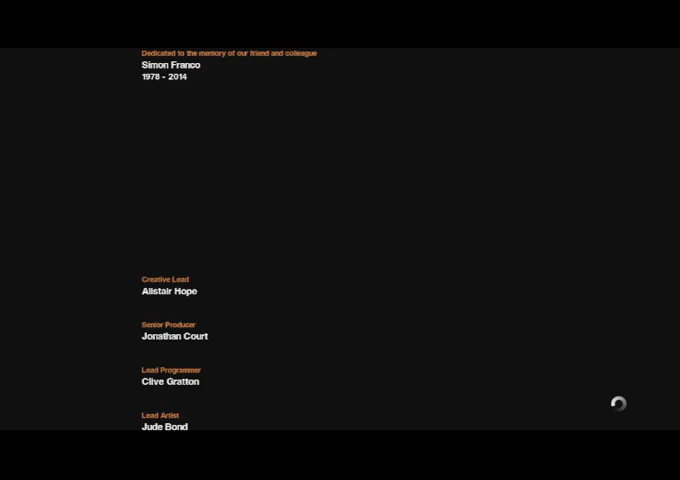 Dedicated to the memory of our friend and colleague
Simon Franco
1978 - 2014
Creative Lead
Alistair Hope
Senior Producer
Jonathan Court
Lead Programmer
Clive Gratton
Lead Artist
Jude Bond